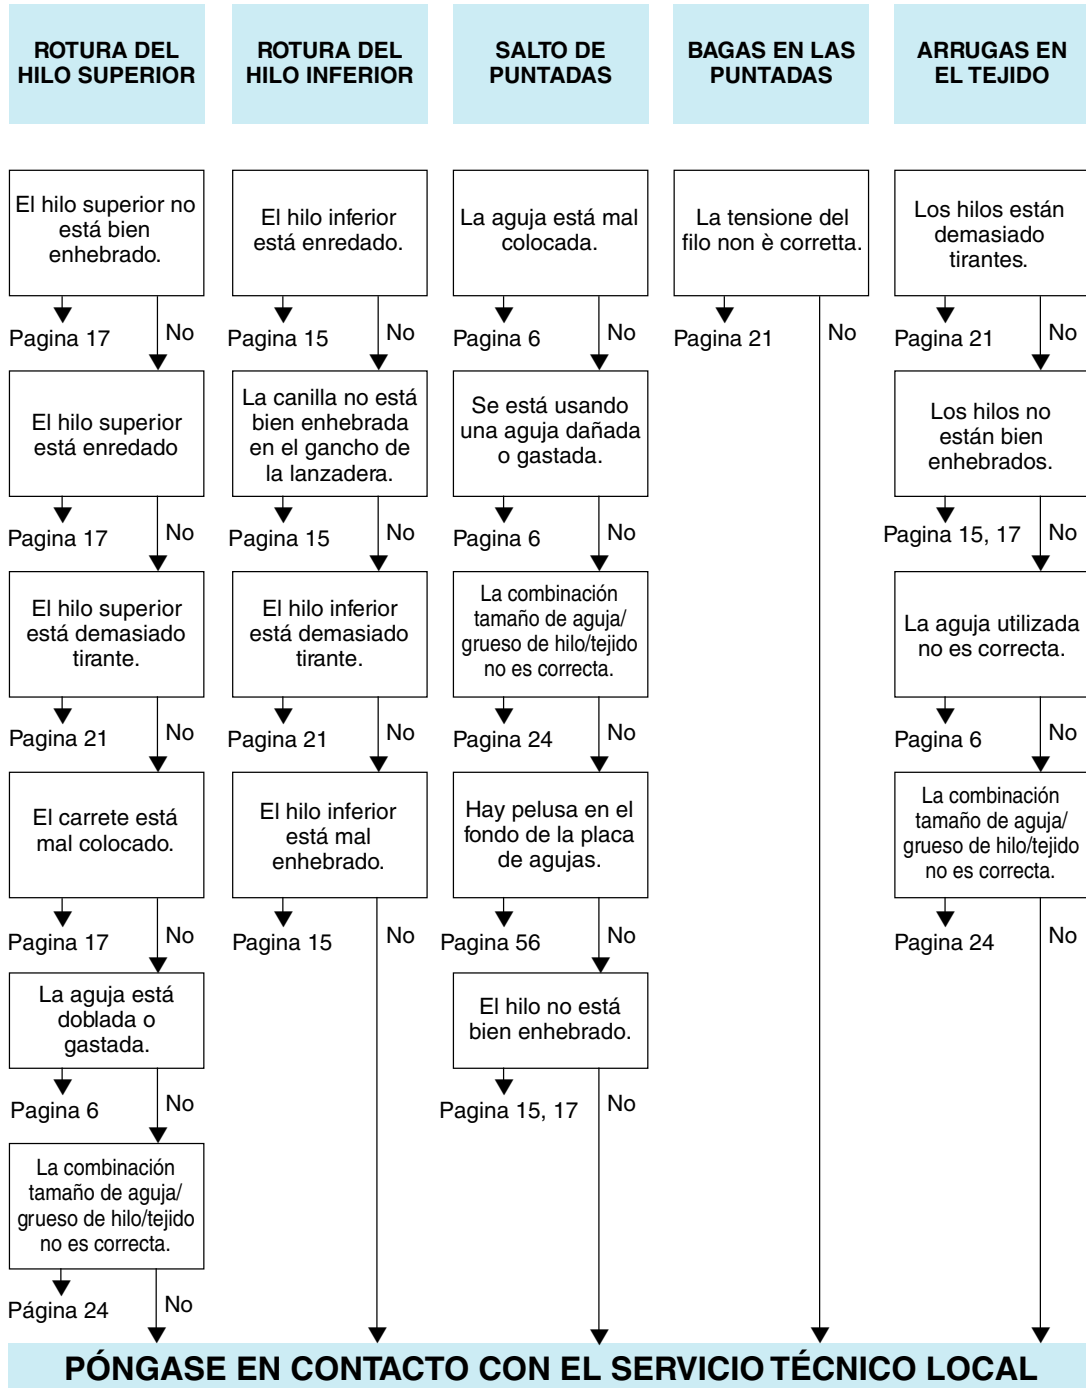 ROTURA DEL
HILO SUPERIOR
El hilo superior no
está bien
enhebrado.
Pagina 17
No
El hilo superior
está enredado
Pagina 17
No
El hilo superior
está demasiado
tirante.
Pagina 21
No
El carrete está
mal colocado.
Pagina 17
No
La aguja está
doblada o
gastada.
Pagina 6
No
La combinación
tamaño de aguja/
grueso de hilo/tejido
no es correcta.
Página 24
No
ROTURA DEL
HILO INFERIOR
El hilo inferior
está enredado.
Pagina 15
No
La canilla no está
bien enhebrada
en el gancho de
la lanzadera.
Pagina 15
No
El hilo inferior
está demasiado
tirante.
Pagina 21
No
El hilo inferior
está mal
enhebrado.
Pagina 15
No
SALTO DE
PUNTADAS
La aguja está mal
colocada.
Pagina 6
No
Se está usando
una aguja dañada
o gastada.
Pagina 6
No
La combinación
tamaño de aguja/
grueso de hilo/tejido
no es correcta.
Pagina 24
No
Hay pelusa en el
fondo de la placa
de agujas.
Pagina 56
No
El hilo no está
bien enhebrado.
Pagina 15, 17
No
BAGAS EN LAS
PUNTADAS
La tensione del
filo non è corretta.
Pagina 21
No
ARRUGAS EN
EL TEJIDO
Los hilos están
demasiado
tirantes.
Pagina 21
No
Los hilos no
están bien
enhebrados.
Pagina 15, 17
No
La aguja utilizada
no es correcta.
Pagina 6
No
La combinación
tamaño de aguja/
grueso de hilo/tejido
no es correcta.
Pagina 24
No
PÓNGASE EN CONTACTO CON EL SERVICIO TÉCNICO LOCAL